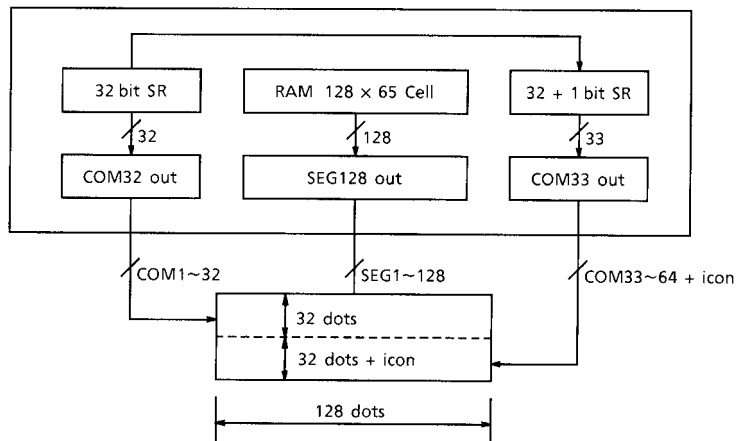 32 bit SR
RAM 128 × 65 Cell
32 + 1 bit SR
32
128
33
COM32 out
SEG128 out
COM33 out
COM1~32
SEG1~128
COM33~64 + icon
32 dots
32 dots + icon
128 dots